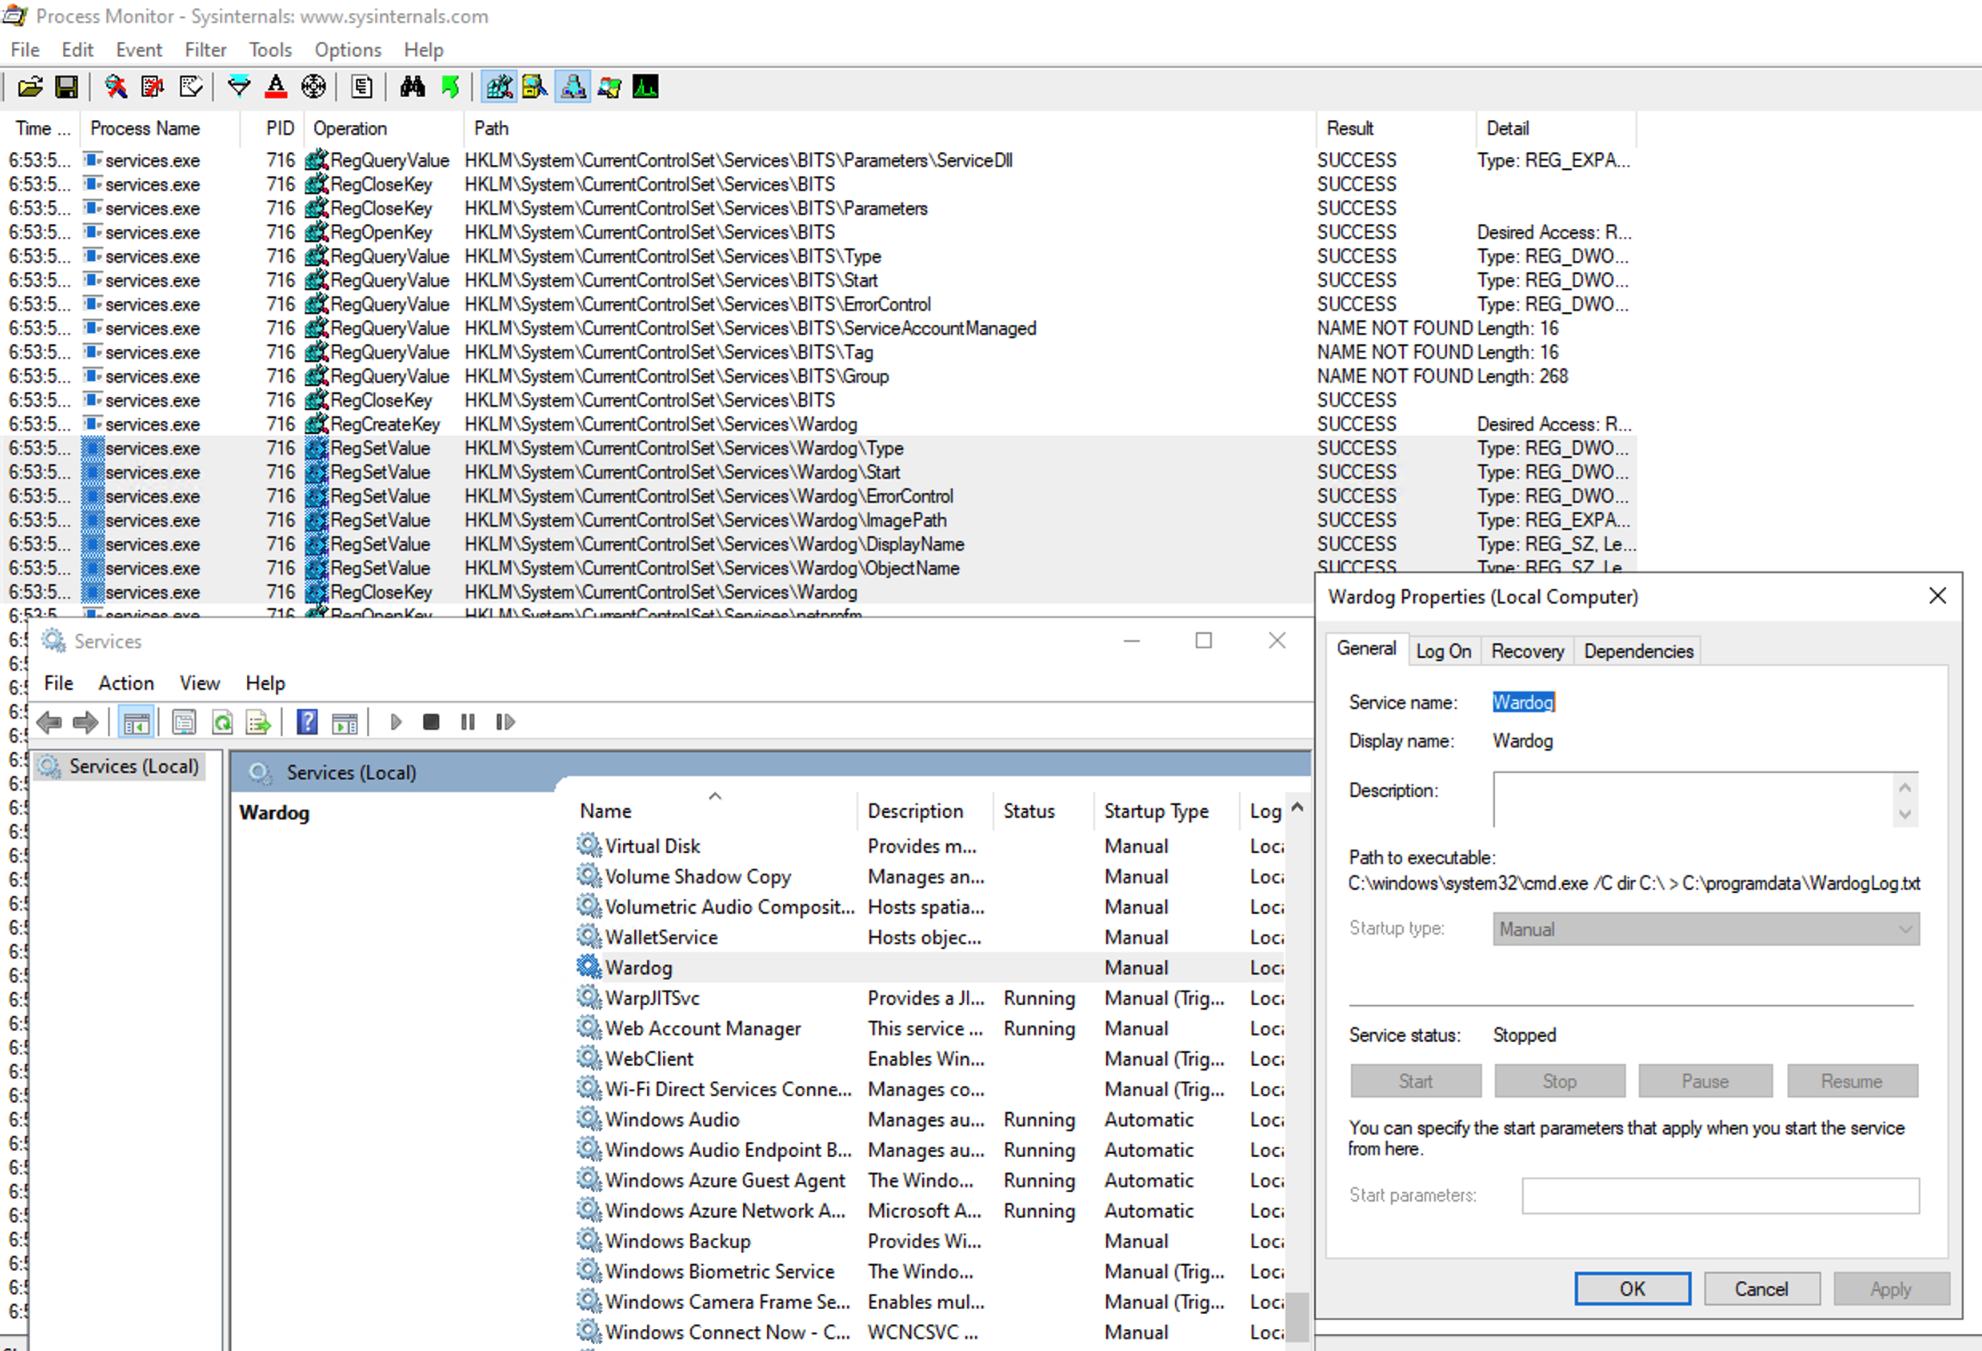 Process Monitor - Sysinternals: www.sysinternals.com
File Edit Event Filter Tools Options Help
Time ... Process Name PID Operation Path Result Detail
6:53:5... services.exe 716 RegQueryValue HKLM\System\CurrentControlSet\Services\BITS\Parameters\ServiceDll SUCCESS Type: REG_EXPA...
6:53:5... services.exe 716 RegCloseKey HKLM\System\CurrentControlSet\Services\BITS SUCCESS
6:53:5... services.exe 716 RegCloseKey HKLM\System\CurrentControlSet\Services\BITS\Parameters SUCCESS
6:53:5... services.exe 716 RegOpenKey HKLM\System\CurrentControlSet\Services\BITS SUCCESS Desired Access: R...
6:53:5... services.exe 716 RegQueryValue HKLM\System\CurrentControlSet\Services\BITS\Type SUCCESS Type: REG_DWO...
6:53:5... services.exe 716 RegQueryValue HKLM\System\CurrentControlSet\Services\BITS\Start SUCCESS Type: REG_DWO...
6:53:5... services.exe 716 RegQueryValue HKLM\System\CurrentControlSet\Services\BITS\ErrorControl SUCCESS Type: REG_DWO...
6:53:5... services.exe 716 RegQueryValue HKLM\System\CurrentControlSet\Services\BITS\ServiceAccountManaged NAME NOT FOUND Length: 16
6:53:5... services.exe 716 RegQueryValue HKLM\System\CurrentControlSet\Services\BITS\Tag NAME NOT FOUND Length: 16
6:53:5... services.exe 716 RegQueryValue HKLM\System\CurrentControlSet\Services\BITS\Group NAME NOT FOUND Length: 268
6:53:5... services.exe 716 RegCloseKey HKLM\System\CurrentControlSet\Services\BITS SUCCESS
6:53:5... services.exe 716 RegCreateKey HKLM\System\CurrentControlSet\Services\Wardog SUCCESS Desired Access: R...
6:53:5... services.exe 716 RegSetValue HKLM\System\CurrentControlSet\Services\Wardog\Type SUCCESS Type: REG_DWO...
6:53:5... services.exe 716 RegSetValue HKLM\System\CurrentControlSet\Services\Wardog\Start SUCCESS Type: REG_DWO...
6:53:5... services.exe 716 RegSetValue HKLM\System\CurrentControlSet\Services\Wardog\ErrorControl SUCCESS Type: REG_DWO...
6:53:5... services.exe 716 RegSetValue HKLM\System\CurrentControlSet\Services\Wardog\ImagePath SUCCESS Type: REG_EXPA...
6:53:5... services.exe 716 RegSetValue HKLM\System\CurrentControlSet\Services\Wardog\DisplayName SUCCESS Type: REG_SZ, Le...
6:53:5... services.exe 716 RegSetValue HKLM\System\CurrentControlSet\Services\Wardog\ObjectName SUCCESS Type: REG_SZ, Le...
6:53:5... services.exe 716 RegCloseKey HKLM\System\CurrentControlSet\Services\Wardog SUCCESS
6:53:5... services.exe 716 RegOpenKey HKLM\System\CurrentControlSet\Services\netprofm
Services
File Action View Help
Services (Local)
Services (Local)
Wardog
Name Description Status Startup Type Log
Virtual Disk Provides m... Manual Loc
Volume Shadow Copy Manages an... Manual Loc
Volumetric Audio Composit... Hosts spatia... Manual Loc
WalletService Hosts objec... Manual Loc
Wardog Manual Loc
WarpJITSvc Provides a JI... Running Manual (Trig... Loc
Web Account Manager This service ... Running Manual Loc
WebClient Enables Win... Manual (Trig... Loc
Wi-Fi Direct Services Conne... Manages co... Manual (Trig... Loc
Windows Audio Manages au... Running Automatic Loc
Windows Audio Endpoint B... Manages au... Running Automatic Loc
Windows Azure Guest Agent The Windo... Running Automatic Loc
Windows Azure Network A... Microsoft A... Running Automatic Loc
Windows Backup Provides Wi... Manual Loc
Windows Biometric Service The Windo... Manual (Trig... Loc
Windows Camera Frame Se... Enables mul... Manual (Trig... Loc
Windows Connect Now - C... WCNCSVC ... Manual Loc
Wardog Properties (Local Computer)
General Log On Recovery Dependencies
Service name: Wardog
Display name: Wardog
Description:
Path to executable:
C:\windows\system32\cmd.exe /C dir C:\ > C:\programdata\WardogLog.txt
Startup type: Manual
Service status: Stopped
Start Stop Pause Resume
You can specify the start parameters that apply when you start the service
from here.
Start parameters:
OK Cancel Apply